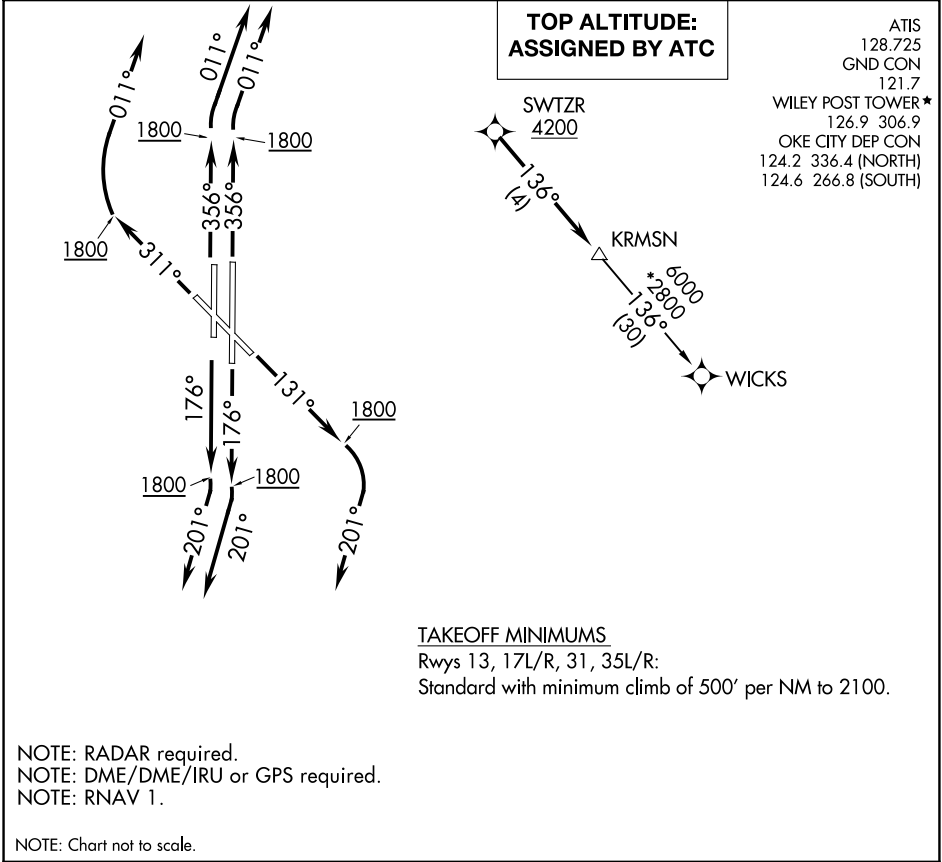 TOP ALTITUDE:
ASSIGNED BY ATC
ATIS
128.725
GND CON
121.7
WILEY POST TOWER★
126.9 306.9
OKE CITY DEP CON
124.2 336.4 (NORTH)
124.6 266.8 (SOUTH)
011°
011°
011°
1800
1800
1800
356°
356°
311°
131°
176°
176°
1800
1800
1800
201°
201°
201°
SWTZR
4200
136°
(4)
KRMSN
6000
*2800
136°
(30)
WICKS
TAKEOFF MINIMUMS
Rwys 13, 17L/R, 31, 35L/R:
Standard with minimum climb of 500' per NM to 2100.
NOTE: RADAR required.
NOTE: DME/DME/IRU or GPS required.
NOTE: RNAV 1.
NOTE: Chart not to scale.